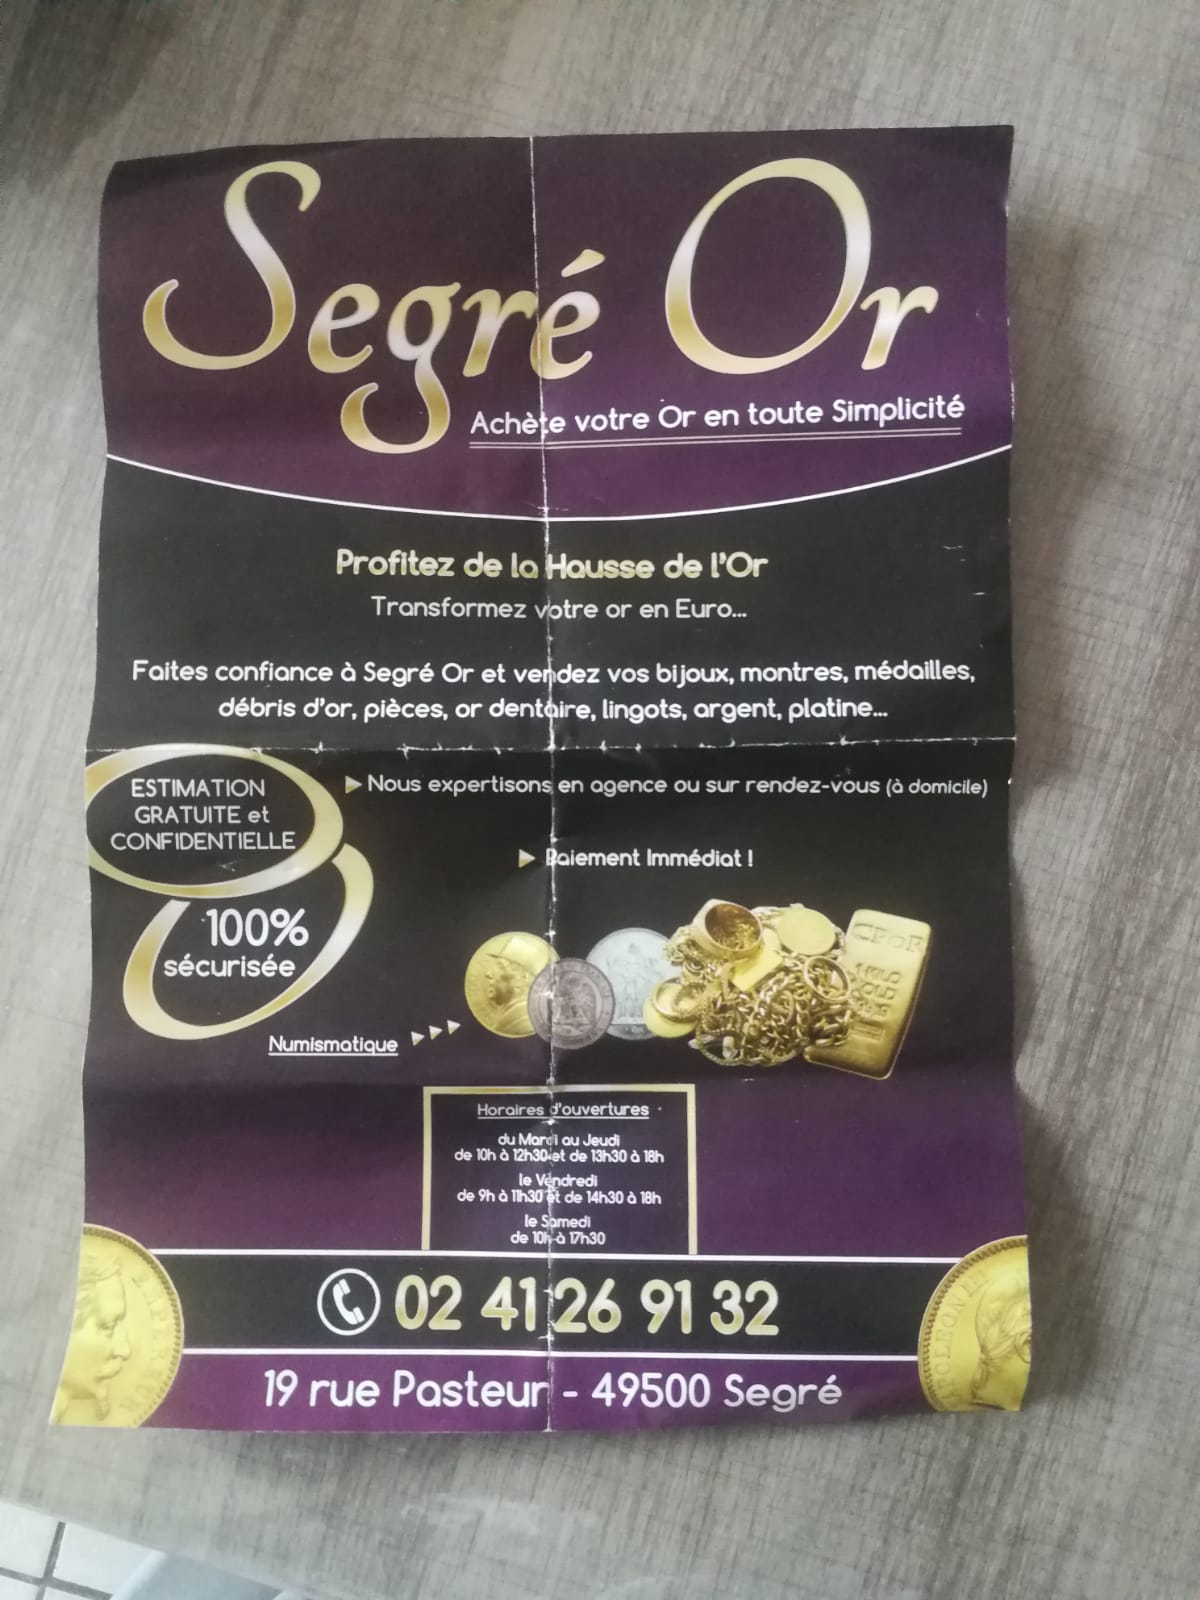 Segré Or
Achète votre Or en toute Simplicité
Profitez de la Hausse de l'Or
Transformez votre or en Euro...
Faites confiance à Segré Or et vendez vos bijoux, montres, médailles,
débris d'or, pièces, or dentaire, lingots, argent, platine...
ESTIMATION
GRATUITE et
CONFIDENTIELLE
100%
sécurisée
Nous expertisons en agence ou sur rendez-vous (à domicile)
Paiement Immédiat !
CPoR
1 KILO
GOLD
Numismatique
Horaires d'ouvertures
du Mardi au Jeudi
de 10h à 12h30 et de 13h30 à 18h
le Vendredi
de 9h à 11h30 et de 14h30 à 18h
le Samedi
de 10h à 17h30
02 41 26 91 32
19 rue Pasteur - 49500 Segré